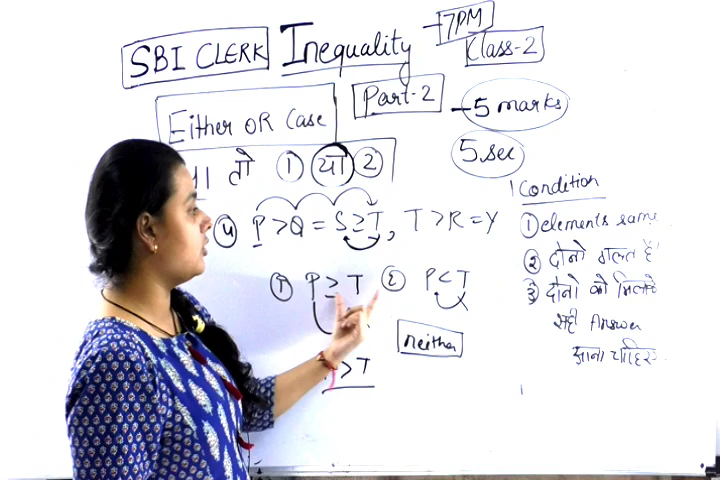 SBI CLERK Inequality - 7PM
Class-2
Part-2 - 5 marks
Either OR Case
5 sec
या तो ① या ②
Condition
① elements same
④ P > Q = S ≥ T, T > R = Y
② दोनो गलत है
① P ≥ T ② P < T
③ दोनो को मिलाके
सही Answer
neither
आना चाहिए
> T